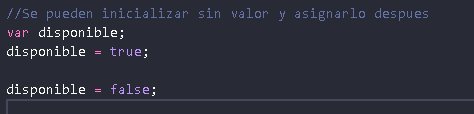 //Se pueden inicializar sin valor y asignarlo despues
var disponible;
disponible = true;
disponible = false;